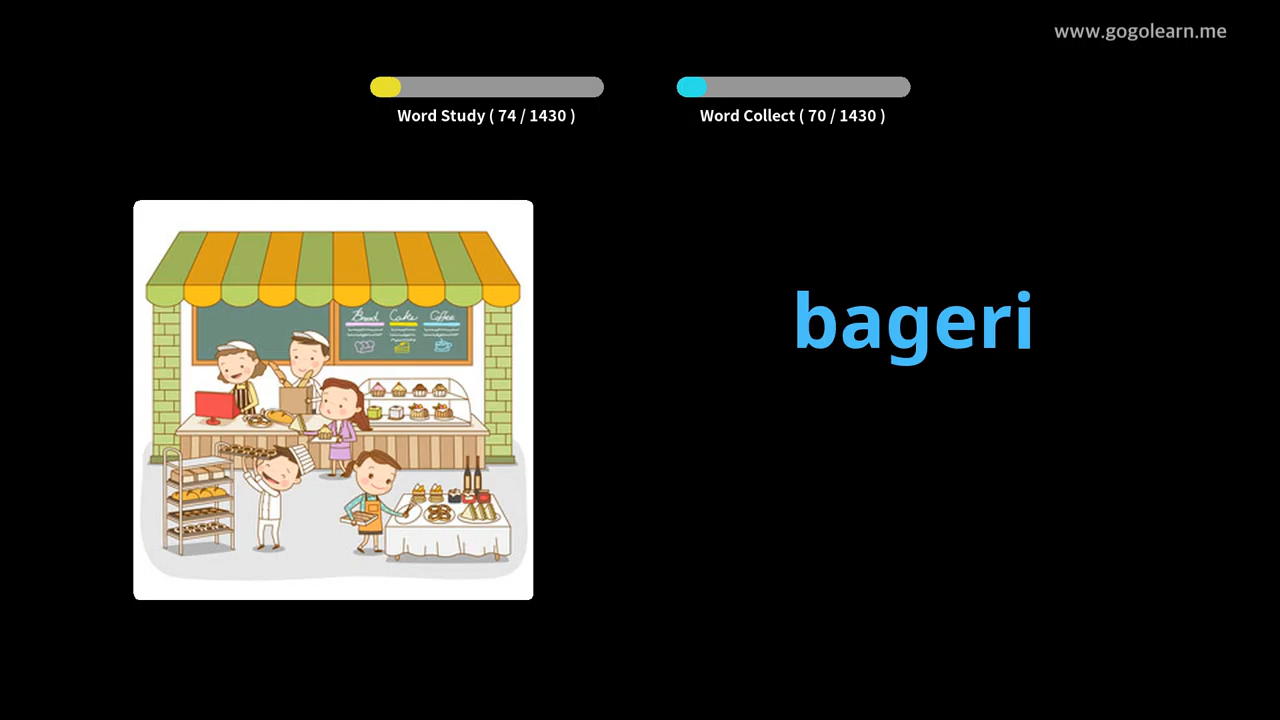 www.gogolearn.me
Word Study ( 74 / 1430 )
Word Collect ( 70 / 1430 )
Bread Cake Coffee
bageri